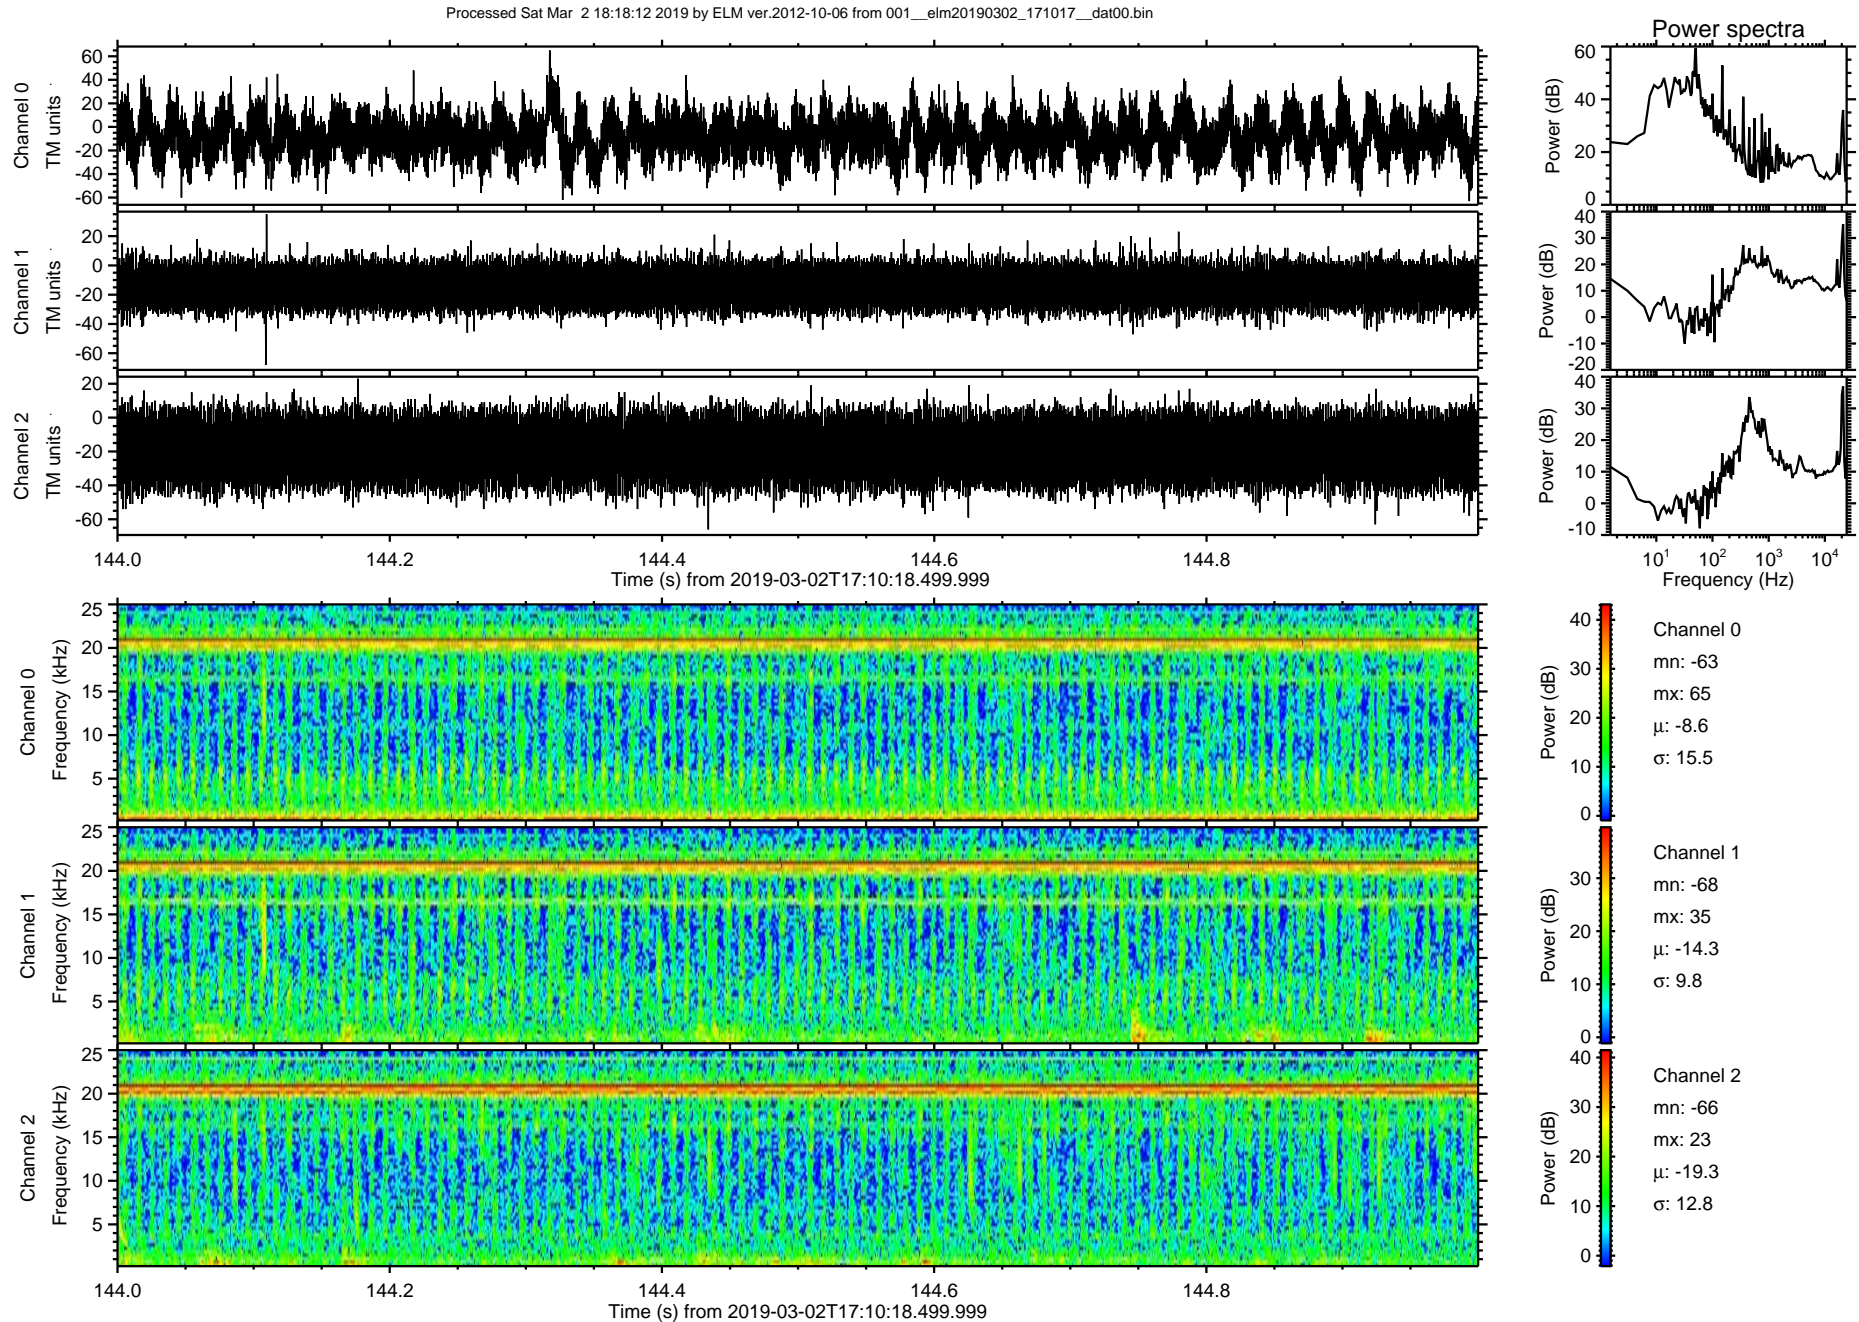 Processed Sat Mar  2 18:18:12 2019 by ELM ver.2012-10-06 from 001__elm20190302_171017__dat00.bin
Power spectra
Channel 0
TM units
60
40
20
0
-20
-40
-60
Power (dB)
60
40
20
0
Channel 1
TM units
20
0
-20
-40
-60
Power (dB)
40
30
20
10
0
-10
-20
Channel 2
TM units
20
0
-20
-40
-60
Power (dB)
40
30
20
10
0
-10
144.0 144.2 144.4 144.6 144.8
Time (s) from 2019-03-02T17:10:18.499.999
10^1 10^2 10^3 10^4
Frequency (Hz)
Channel 0
Frequency (kHz)
25
20
15
10
5
Power (dB)
40
30
20
10
0
Channel 0
mn: -63
mx: 65
μ: -8.6
σ: 15.5
Channel 1
Frequency (kHz)
25
20
15
10
5
Power (dB)
30
20
10
0
Channel 1
mn: -68
mx: 35
μ: -14.3
σ: 9.8
Channel 2
Frequency (kHz)
25
20
15
10
5
Power (dB)
40
30
20
10
0
Channel 2
mn: -66
mx: 23
μ: -19.3
σ: 12.8
144.0 144.2 144.4 144.6 144.8
Time (s) from 2019-03-02T17:10:18.499.999